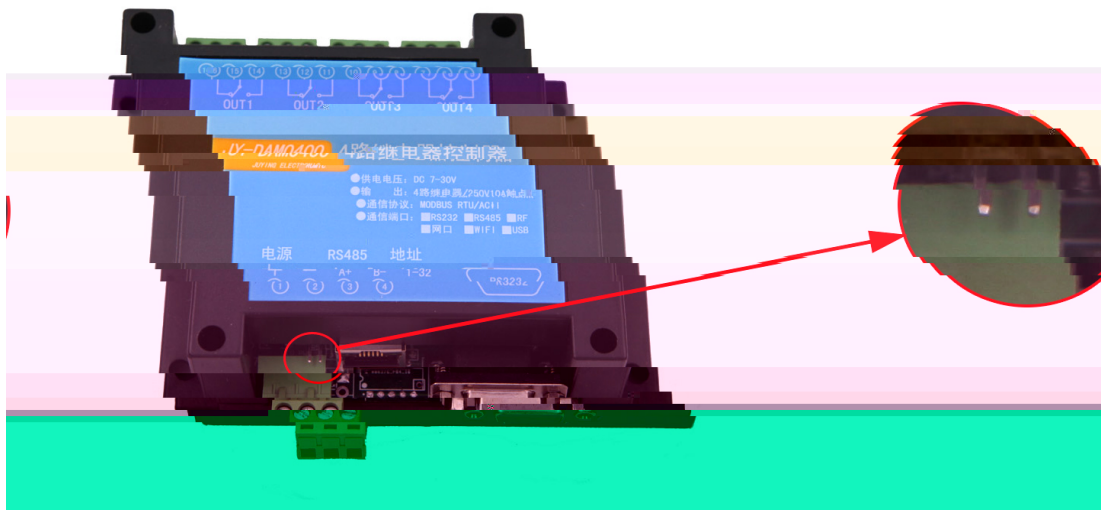 OUT1 OUT2 OUT3 OUT4
JY-DAM0400 4路继电器控制器
JUYING ELECTRONIC
●供电电压: DC 7-30V
●输 出: 4路继电器/250V10A触点
●通信协议: MODBUS RTU/ACII
●通信端口: ■RS232 ■RS485 ■RF
■网口 ■WIFI ■USB
电源 RS485 地址
A+ B- 1-32
1 2 3 4